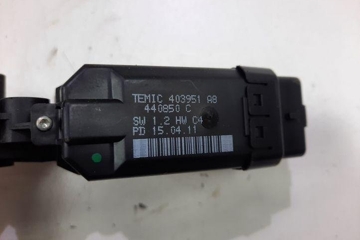 TEMIC 403951 A8
440850 C
SW 1.2 HW C4
PD 15.04.11